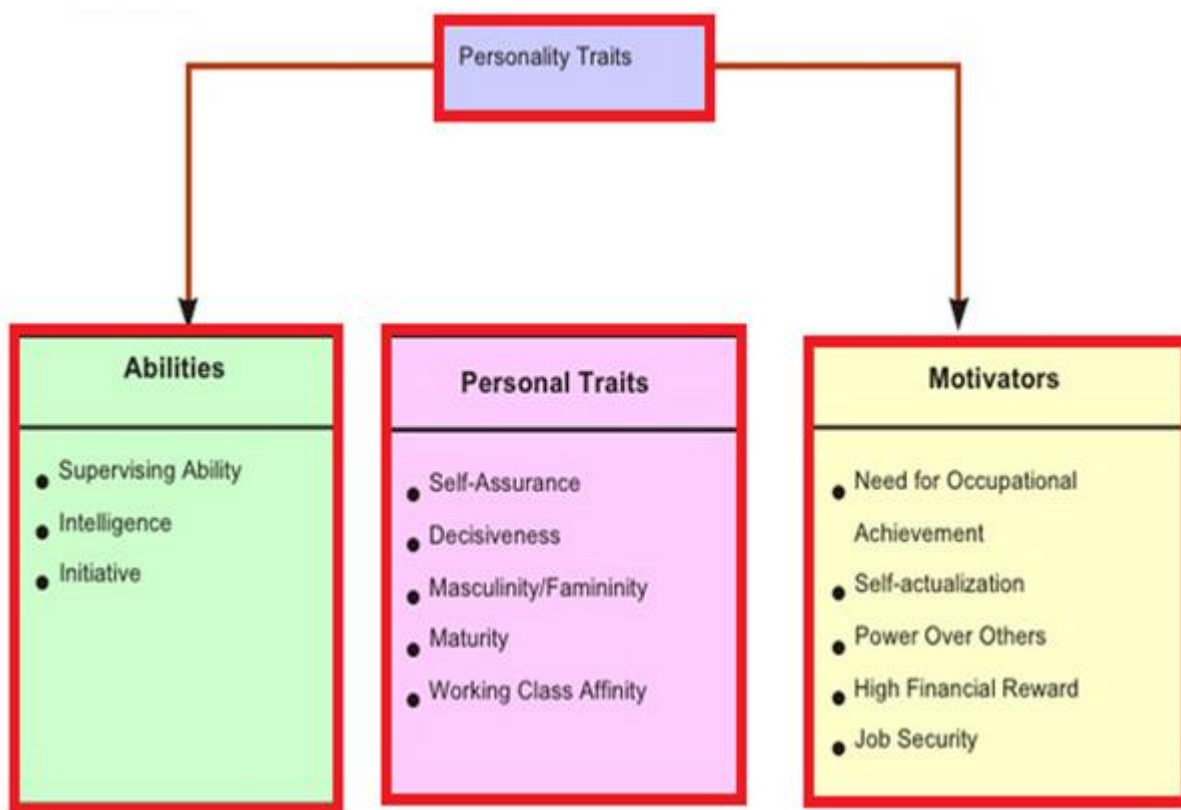 Personality Traits
Abilities
Supervising Ability
Intelligence
Initiative
Personal Traits
Self-Assurance
Decisiveness
Masculinity/Famininity
Maturity
Working Class Affinity
Motivators
Need for Occupational
Achievement
Self-actualization
Power Over Others
High Financial Reward
Job Security